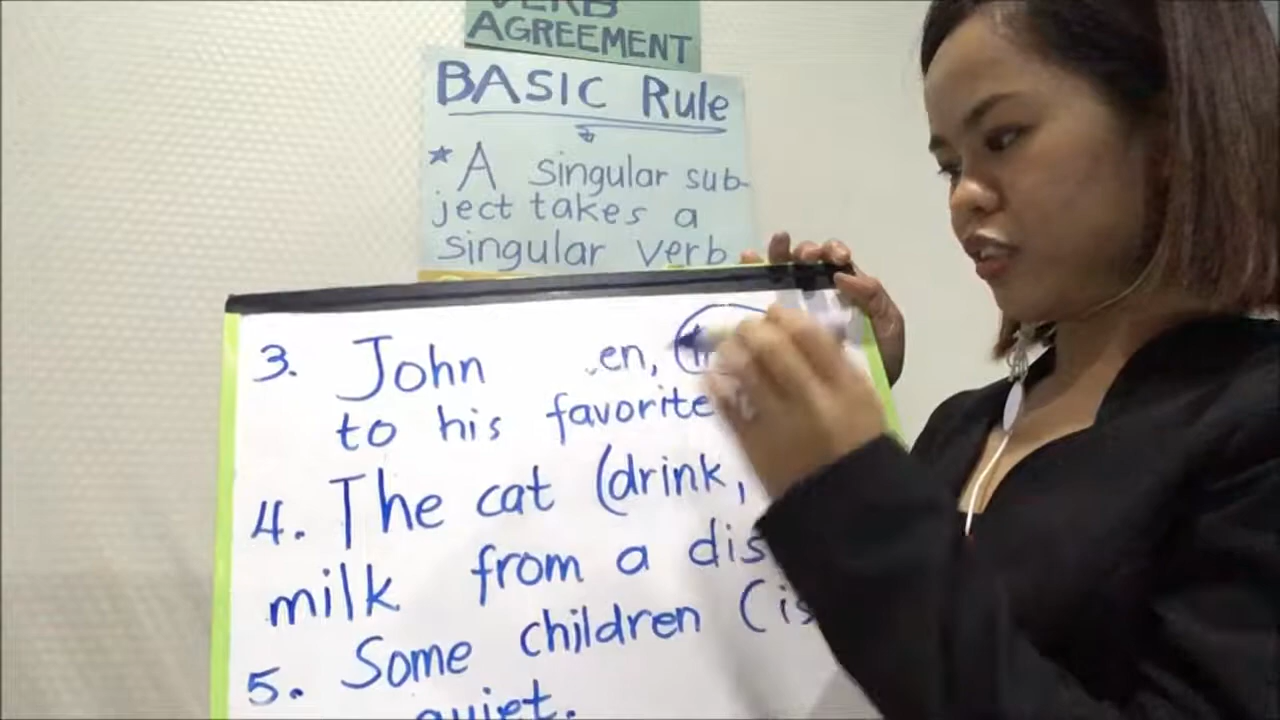 VERB
AGREEMENT
BASIC Rule
*A singular sub-
ject takes a
singular verb
3. John en,
to his favorite
4. The cat (drink,
milk from a
5. Some children (is
quiet.